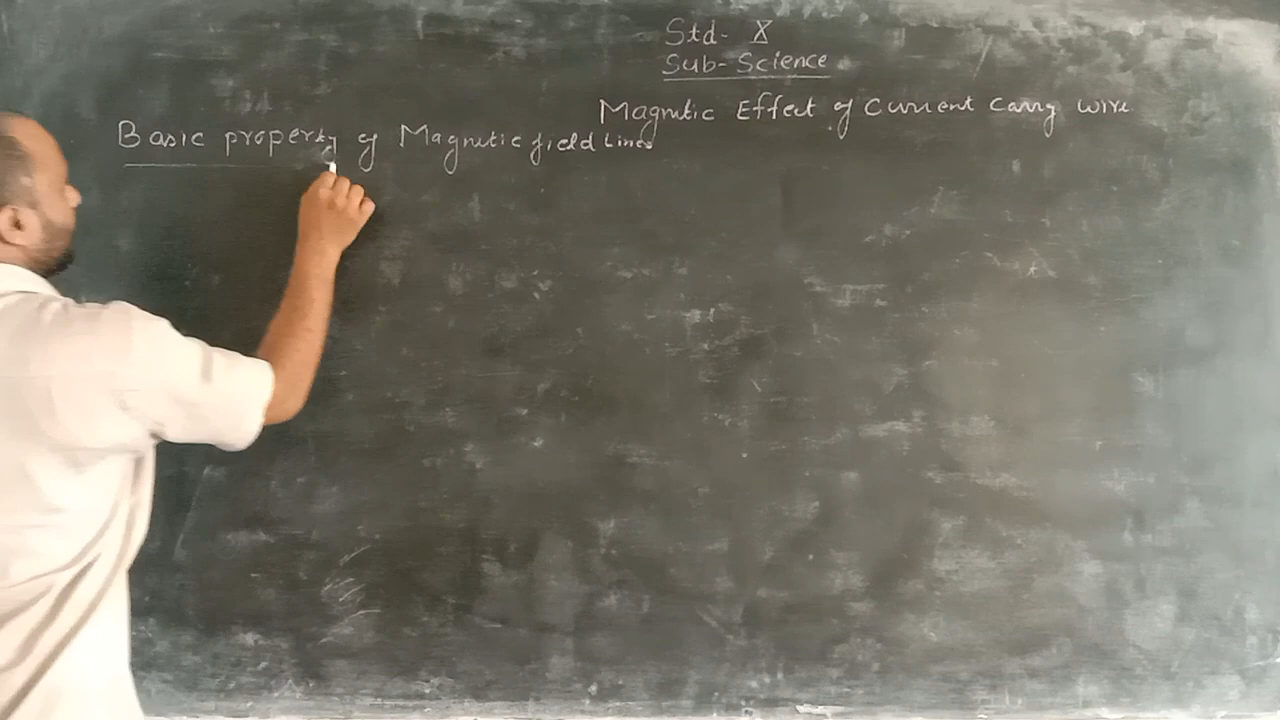 Std- X
Sub- Science
Magnetic Effect of Current Carry wire
Basic property of Magnetic field Lines